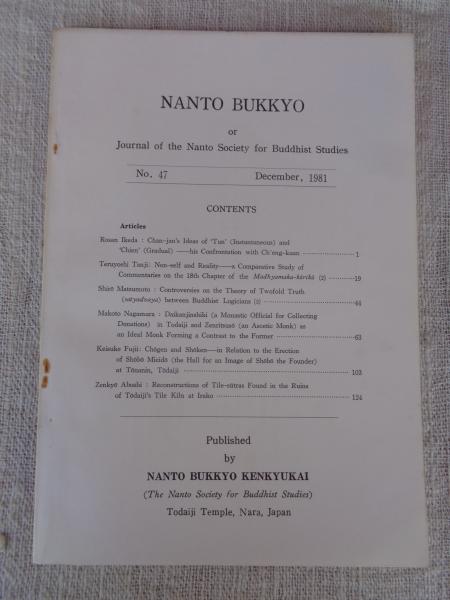 NANTO BUKKYO
or
Journal of the Nanto Society for Buddhist Studies
No. 47 December, 1981
CONTENTS
Articles
Kosan Ikeda : Chan-jan's Ideas of 'Tun' (Instantaneous) and
'Chien' (Gradual) ——his Confrontation with Ch'eng-kuan ········ 1
Teruyoshi Tanji: Non-self and Reality——a Comparative Study of
Commentaries on the 18th Chapter of the Madhyamaka-kārikā (2) ········ 19
Shirō Matsumoto : Controversies on the Theory of Twofold Truth
(satyadvaya) between Buddhist Logicians (2) ········ 44
Makoto Nagamura : Daikanjinshiki (a Monastic Official for Collecting
Donations) in Todaiji and Zenritsusō (an Ascetic Monk) as
an Ideal Monk Forming a Contrast to the Former ········ 63
Keisuke Fujii: Chōgen and Shōken——in Relation to the Erection
of Shōbō Mieidō (the Hall for an Image of Shōbō the Founder)
at Tōnanin, Tōdaiji ········ 103
Zenkyō : Reconstructions of Tile-sūtras Found in the Ruins
of Tōdaiji's Tile Kiln at Irako ········ 124
Published
by
NANTO BUKKYO KENKYUKAI
(The Nanto Society for Buddhist Studies)
Todaiji Temple, Nara, Japan